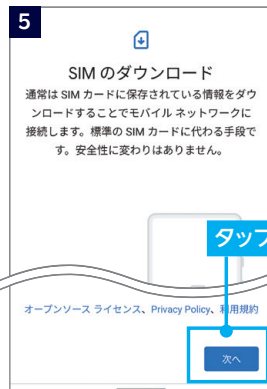 5
SIM のダウンロード
通常は SIM カードに保存されている情報をダウ
ンロードすることでモバイル ネットワークに
接続します。標準の SIM カードに代わる手段で
す。安全性に変わりはありません。
タップ
オープンソース ライセンス、Privacy Policy、利用規約
次へ